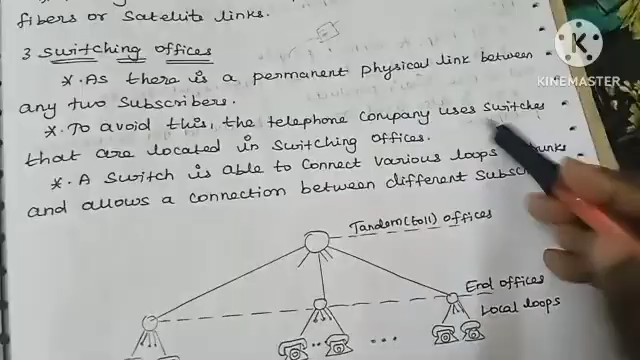 fibers or Satelite links.
3 Switching offices
*. As there is a permanent physical link between
any two Subscribers.
*. To avoid this, the telephone Company uses Switches
that are located in Switching offices.
*. A Switch is able to Connect various loops
and allows a connection between different
Tandem(toll) offices
End offices
Local loops
KINEMASTER